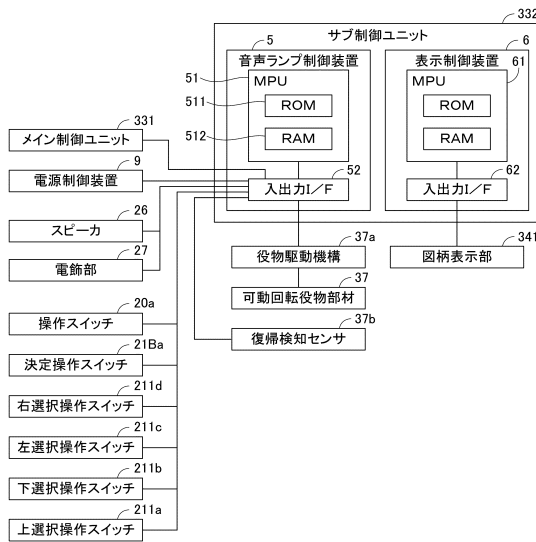 332
サブ制御ユニット
5
音声ランプ制御装置
51
MPU
511
ROM
512
RAM
52
入出力I/F
6
表示制御装置
61
MPU
ROM
RAM
62
入出力I/F
331
メイン制御ユニット
9
電源制御装置
26
スピーカ
27
電飾部
37a
役物駆動機構
37
可動回転役物部材
37b
復帰検知センサ
341
図柄表示部
20a
操作スイッチ
21Ba
決定操作スイッチ
211d
右選択操作スイッチ
211c
左選択操作スイッチ
211b
下選択操作スイッチ
211a
上選択操作スイッチ